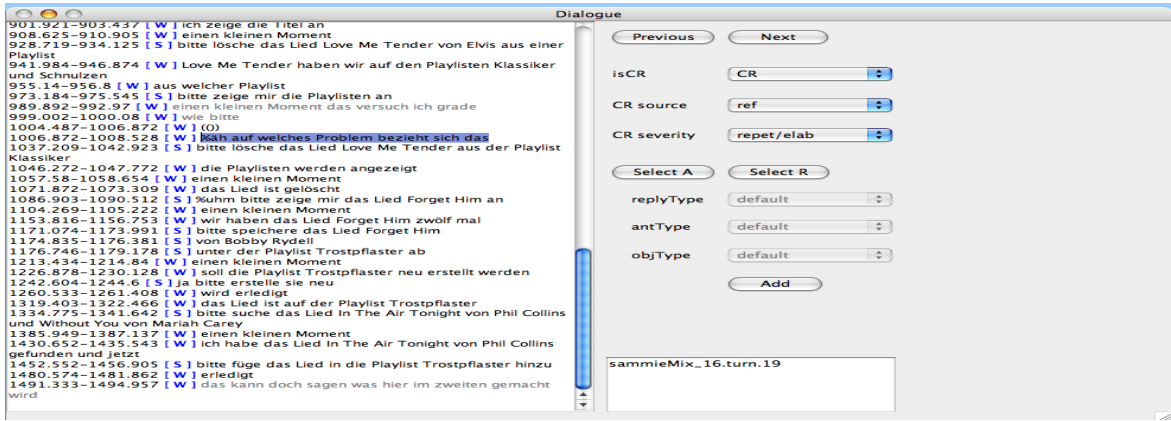 Dialogue
901.921-903.437 [ W ] ich zeige die Titel an
908.625-910.905 [ W ] einen kleinen Moment
928.719-934.125 [ S ] bitte lösche das Lied Love Me Tender von Elvis aus einer
Playlist
941.984-946.874 [ W ] Love Me Tender haben wir auf den Playlisten Klassiker
und Schnulzen
955.14-956.8 [ W ] aus welcher Playlist
973.184-975.545 [ S ] bitte zeige mir die Playlisten an
989.892-992.97 [ W ] einen kleinen Moment das versuch ich grade
999.002-1000.08 [ W ] wie bitte
1004.487-1006.872 [ W ] (())
1006.872-1008.528 [ W ] %äh auf welches Problem bezieht sich das
1037.209-1042.923 [ S ] bitte lösche das Lied Love Me Tender aus der Playlist
Klassiker
1046.272-1047.772 [ W ] die Playlisten werden angezeigt
1057.58-1058.654 [ W ] einen kleinen Moment
1071.872-1073.309 [ W ] das Lied ist gelöscht
1086.903-1090.512 [ S ] %uhm bitte zeige mir das Lied Forget Him an
1104.269-1105.222 [ W ] einen kleinen Moment
1153.816-1156.753 [ W ] wir haben das Lied Forget Him zwölf mal
1171.074-1173.991 [ S ] bitte speichere das Lied Forget Him
1174.835-1176.381 [ S ] von Bobby Rydell
1176.746-1179.178 [ S ] unter der Playlist Trostpflaster ab
1213.434-1214.84 [ W ] einen kleinen Moment
1226.878-1230.128 [ W ] soll die Playlist Trostpflaster neu erstellt werden
1242.604-1244.6 [ S ] ja bitte erstelle sie neu
1260.533-1261.408 [ W ] wird erledigt
1319.403-1322.466 [ W ] das Lied ist auf der Playlist Trostpflaster
1334.775-1341.642 [ S ] bitte suche das Lied In The Air Tonight von Phil Collins
und Without You von Mariah Carey
1385.949-1387.137 [ W ] einen kleinen Moment
1430.652-1435.543 [ W ] ich habe das Lied In The Air Tonight von Phil Collins
gefunden und jetzt
1452.552-1456.905 [ S ] bitte füge das Lied in die Playlist Trostpflaster hinzu
1480.574-1481.862 [ W ] erledigt
1491.333-1494.957 [ W ] das kann doch sagen was hier im zweiten gemacht
wird
Previous Next
isCR CR
CR source ref
CR severity repet/elab
Select A Select R
replyType default
antType default
objType default
Add
sammieMix_16.turn.19